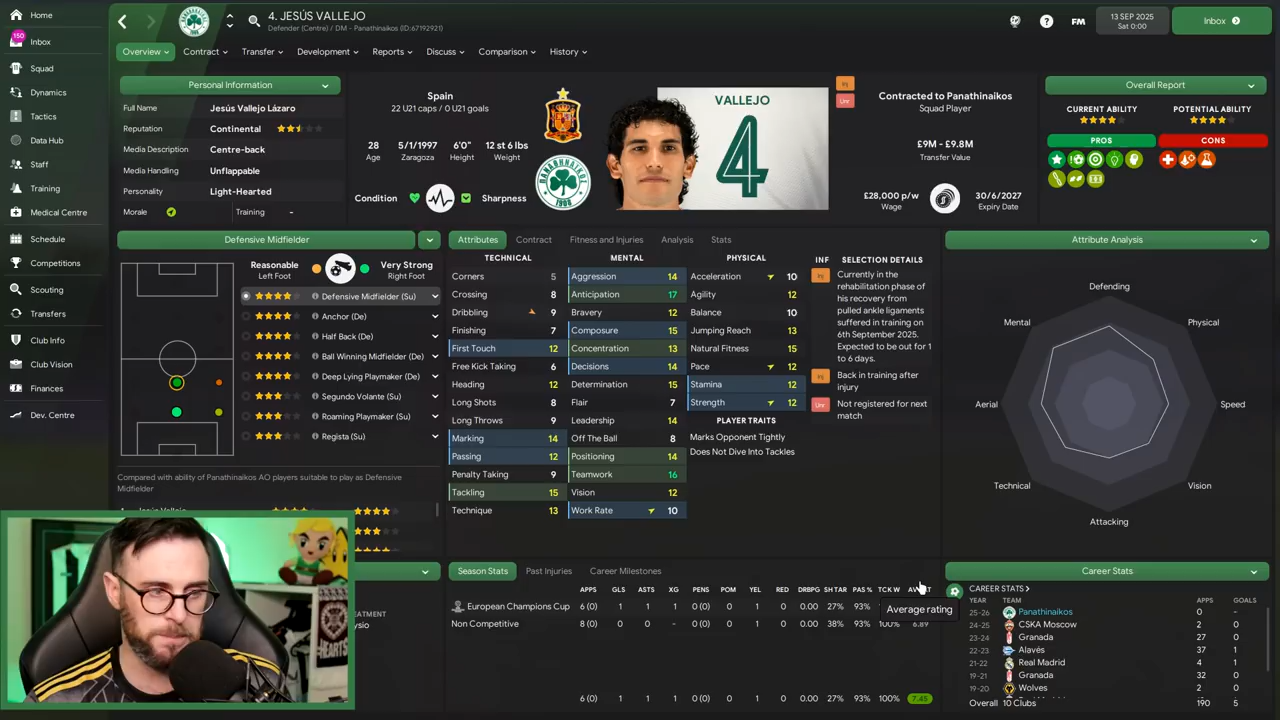 Home
150
Inbox
Squad
Dynamics
Tactics
Data Hub
Staff
Training
Medical Centre
Schedule
Competitions
Scouting
Transfers
Club Info
Club Vision
Finances
Dev. Centre
4. JESÚS VALLEJO
Defender (Centre) / DM - Panathinaikos (ID:67192921)
FM
13 SEP 2025
Sat 0:00
Inbox
Overview Contract Transfer Development Reports Discuss Comparison History
Personal Information
Full Name Jesús Vallejo Lázaro
Reputation Continental
Media Description Centre-back
Media Handling Unflappable
Personality Light-Hearted
Morale Training -
Spain
22 U21 caps / 0 U21 goals
28 5/1/1997 6'0" 12 st 6 lbs
Age Zaragoza Height Weight
Condition Sharpness
VALLEJO
4
Inj
Unr
Contracted to Panathinaikos
Squad Player
£9M - £9.8M
Transfer Value
£28,000 p/w
Wage
30/6/2027
Expiry Date
Overall Report
CURRENT ABILITY POTENTIAL ABILITY
PROS CONS
Defensive Midfielder
Reasonable
Left Foot
Very Strong
Right Foot
Defensive Midfielder (Su)
Anchor (De)
Half Back (De)
Ball Winning Midfielder (De)
Deep Lying Playmaker (De)
Segundo Volante (Su)
Roaming Playmaker (Su)
Regista (Su)
Compared with ability of Panathinaikos AO players suitable to play as Defensive
Midfielder
Attributes Contract Fitness and Injuries Analysis Stats
TECHNICAL
Corners 5
Crossing 8
Dribbling 9
Finishing 7
First Touch 12
Free Kick Taking 6
Heading 12
Long Shots 8
Long Throws 9
Marking 14
Passing 12
Penalty Taking 9
Tackling 15
Technique 13
MENTAL
Aggression 14
Anticipation 17
Bravery 12
Composure 15
Concentration 13
Decisions 14
Determination 15
Flair 7
Leadership 14
Off The Ball 8
Positioning 14
Teamwork 16
Vision 12
Work Rate 10
PHYSICAL
Acceleration 10
Agility 12
Balance 10
Jumping Reach 13
Natural Fitness 15
Pace 12
Stamina 12
Strength 12
PLAYER TRAITS
Marks Opponent Tightly
Does Not Dive Into Tackles
INF SELECTION DETAILS
Inj Currently in the
rehabilitation phase of
his recovery from
pulled ankle ligaments
suffered in training on
6th September 2025.
Expected to be out for 1
to 6 days.
Inj Back in training after
injury
Unr Not registered for next
match
Attribute Analysis
Defending
Mental Physical
Aerial Speed
Technical Vision
Attacking
Season Stats Past Injuries Career Milestones
APPS GLS ASTS XG PENS POM YEL RED DRBPG SH TAR PAS % TCK W
European Champions Cup 6 (0) 1 1 1 0 (0) 0 1 0 0.00 27% 93%
Average rating
Non Competitive 8 (0) 0 0 - 0 (0) 0 1 0 0.00 38% 93% 100% 6.89
6 (0) 1 1 1 0 (0) 0 1 0 0.00 27% 93% 100% 7.45
Career Stats
CAREER STATS
YEAR TEAM APPS GOALS
25-26 Panathinaikos 0 -
24-25 CSKA Moscow 2 0
23-24 Granada 27 0
22-23 Alavés 37 1
21-22 Real Madrid 4 1
19-21 Granada 32 0
19-20 Wolves 2 0
Overall 10 Clubs 190 5